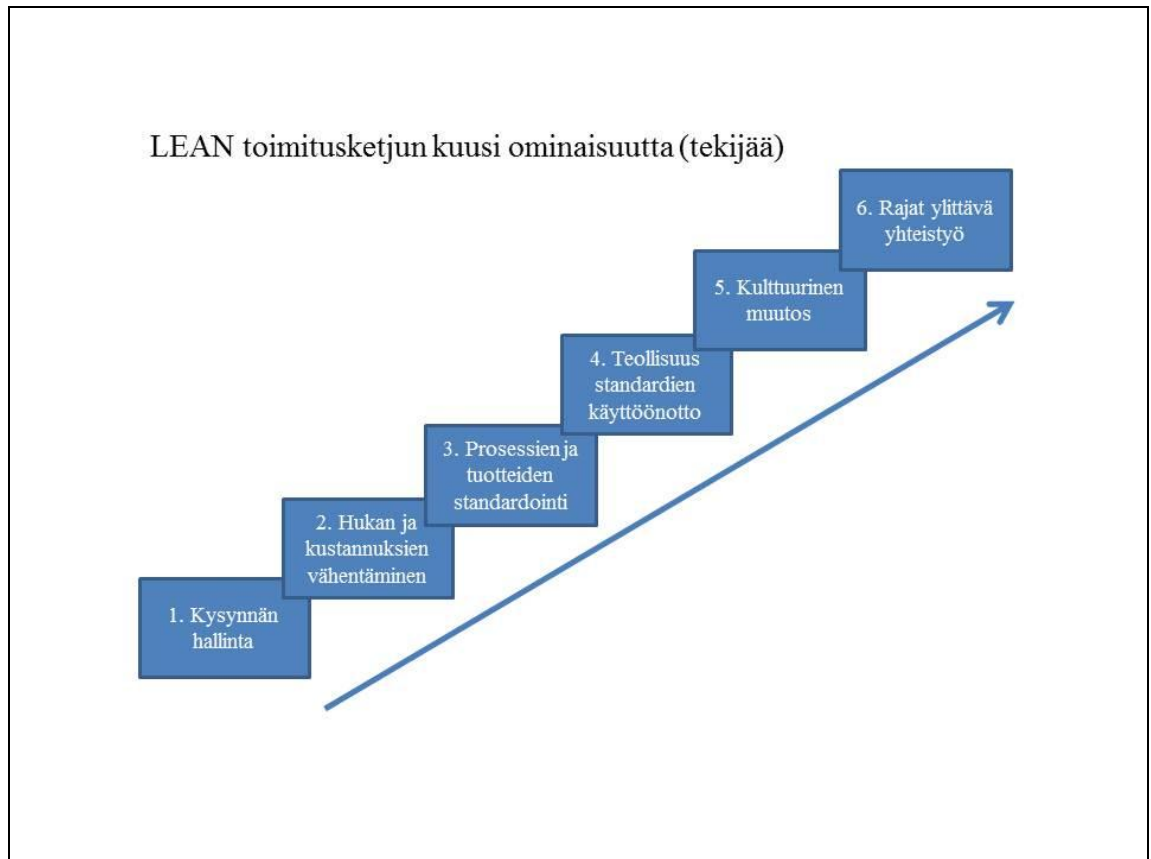 LEAN toimitusketjun kuusi ominaisuutta (tekijää)
6. Rajat ylittävä
yhteistyö
5. Kulttuurinen
muutos
4. Teollisuus
standardien
käyttöönotto
3. Prosessien ja
tuotteiden
standardointi
2. Hukan ja
kustannuksien
vähentäminen
1. Kysynnän
hallinta